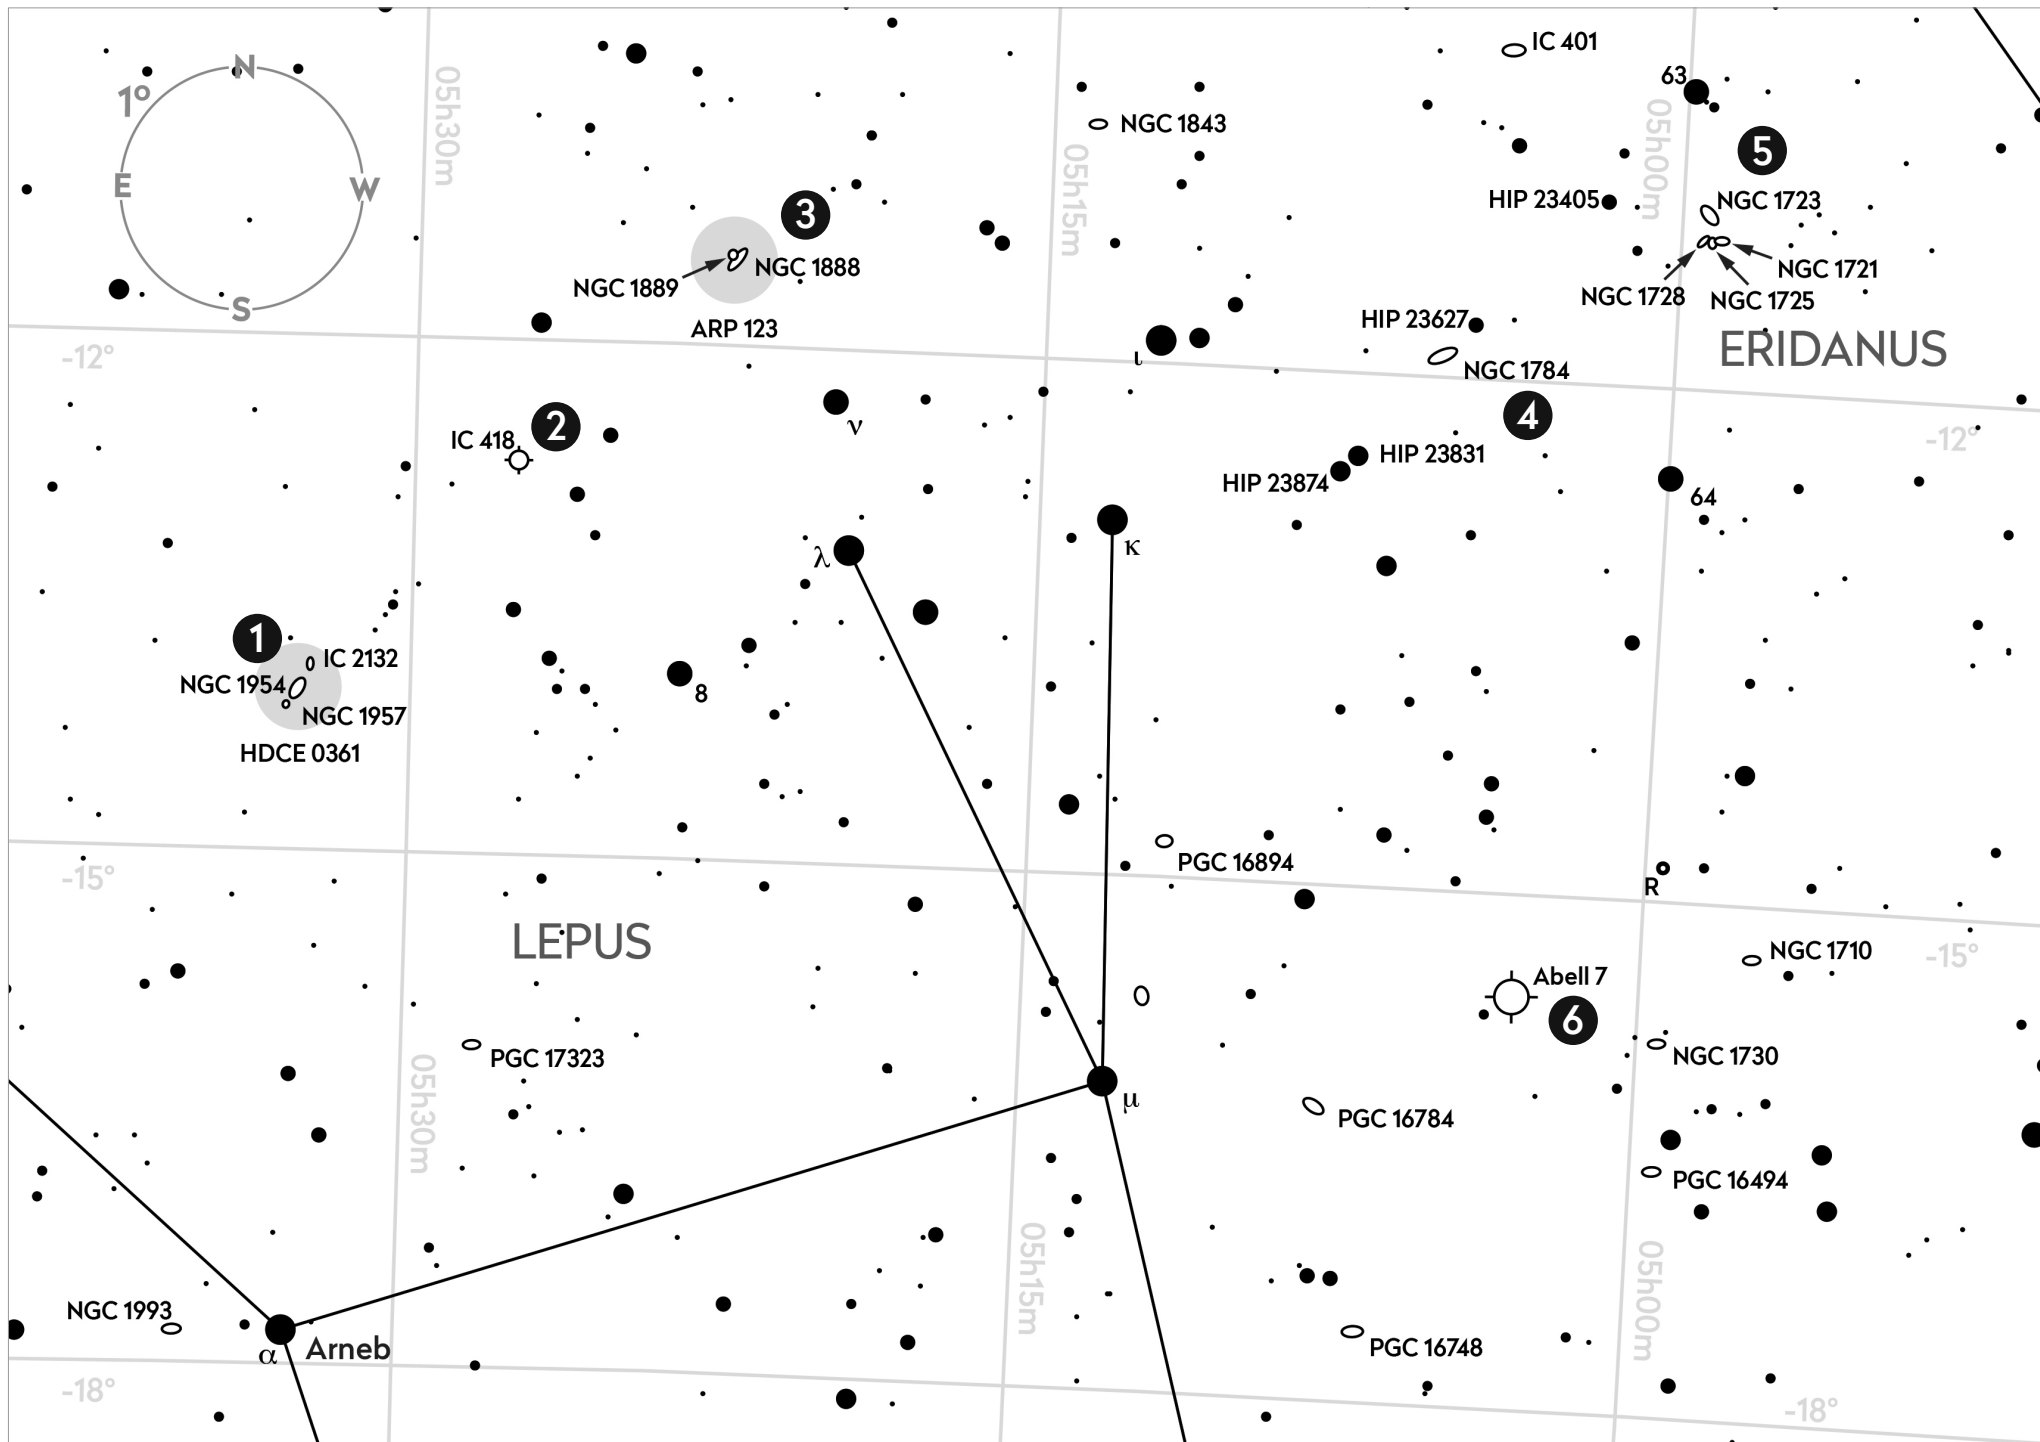 IC 401
63
N
1°
05h30m
05h15m
05h00m
NGC 1843
5
E
W
3
HIP 23405
NGC 1723
NGC 1888
NGC 1889
NGC 1721
NGC 1728
NGC 1725
S
ARP 123
HIP 23627
ERIDANUS
-12°
ι
NGC 1784
2
4
ν
IC 418
-12°
HIP 23831
HIP 23874
64
κ
λ
1
IC 2132
NGC 1954
8
NGC 1957
HDCE 0361
PGC 16894
-15°
R
LEPUS
NGC 1710
-15°
Abell 7
6
PGC 17323
NGC 1730
05h30m
μ
PGC 16784
PGC 16494
05h15m
05h00m
NGC 1993
α
Arneb
PGC 16748
-18°
-18°